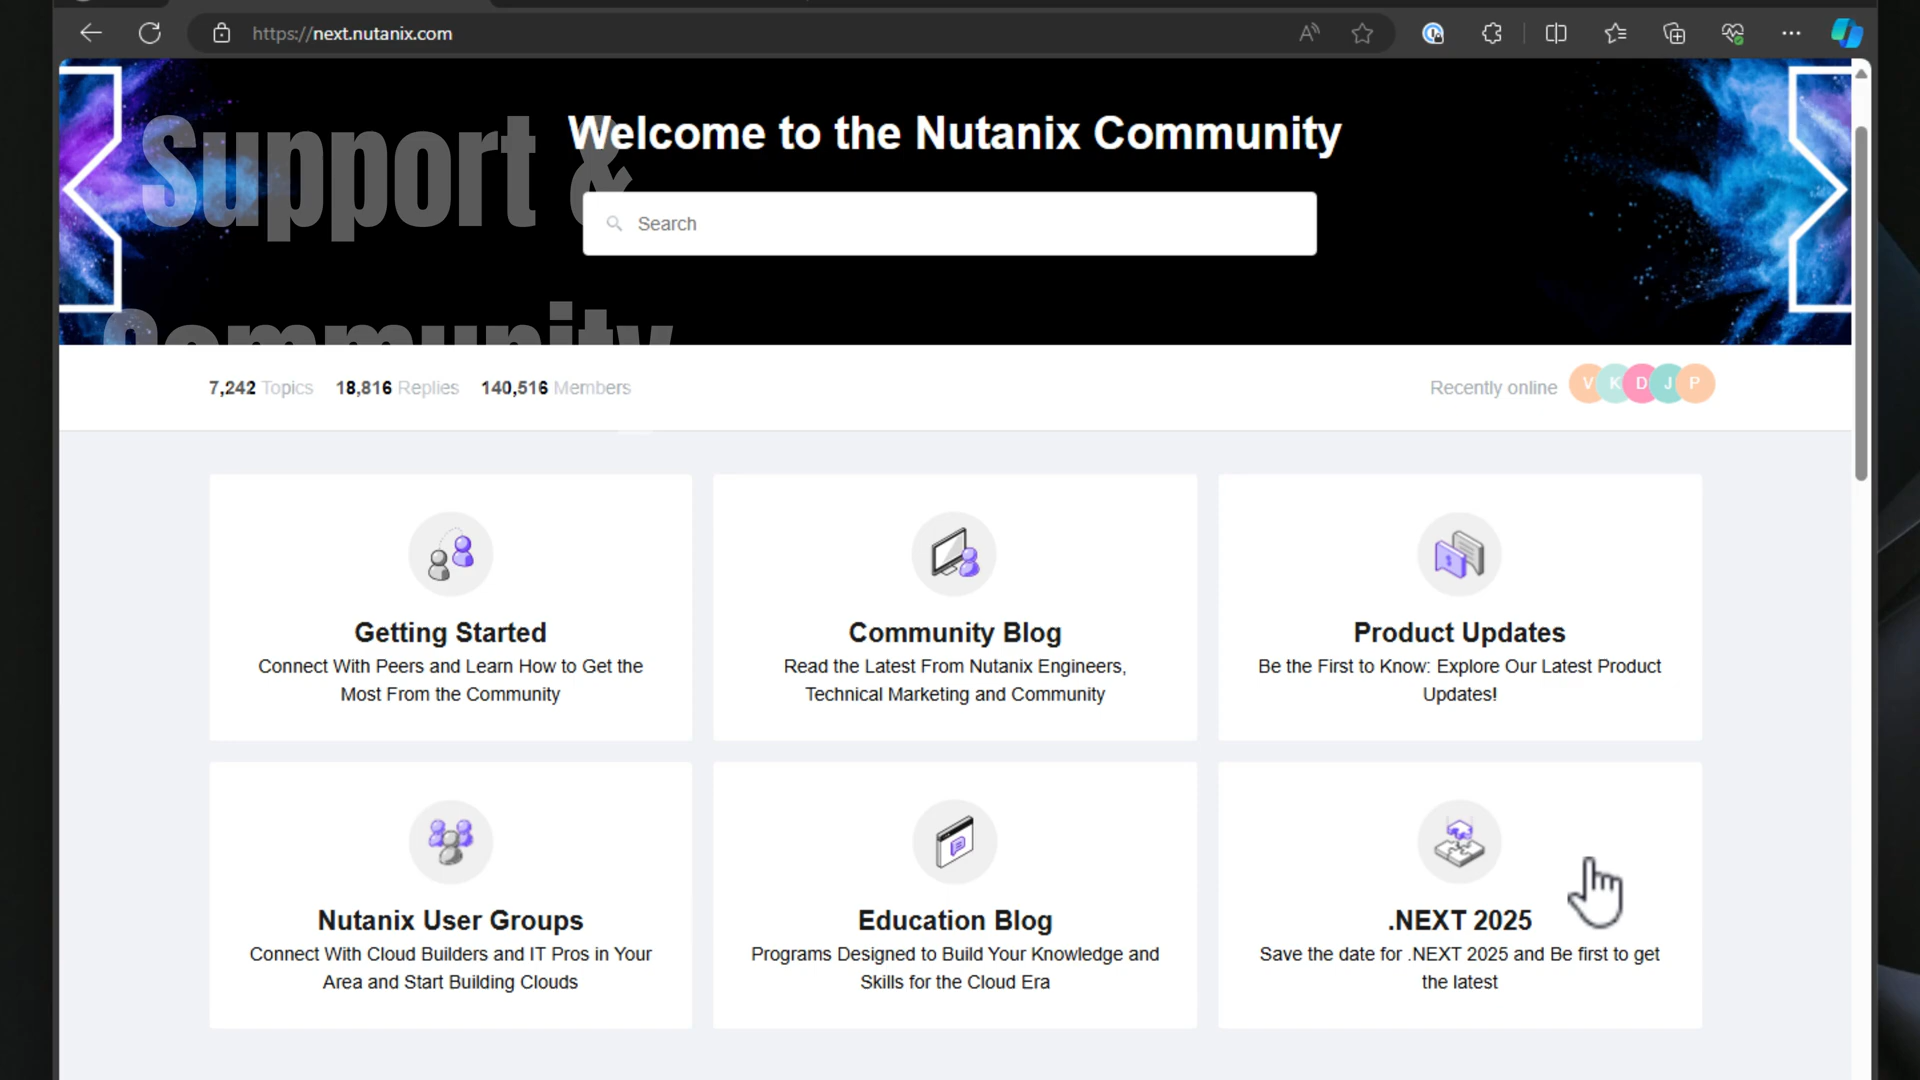 https://next.nutanix.com
Support &
Community
Welcome to the Nutanix Community
Search
7,242 Topics 18,816 Replies 140,516 Members
Recently online V K D J P
Getting Started
Connect With Peers and Learn How to Get the
Most From the Community
Community Blog
Read the Latest From Nutanix Engineers,
Technical Marketing and Community
Product Updates
Be the First to Know: Explore Our Latest Product
Updates!
Nutanix User Groups
Connect With Cloud Builders and IT Pros in Your
Area and Start Building Clouds
Education Blog
Programs Designed to Build Your Knowledge and
Skills for the Cloud Era
.NEXT 2025
Save the date for .NEXT 2025 and Be first to get
the latest